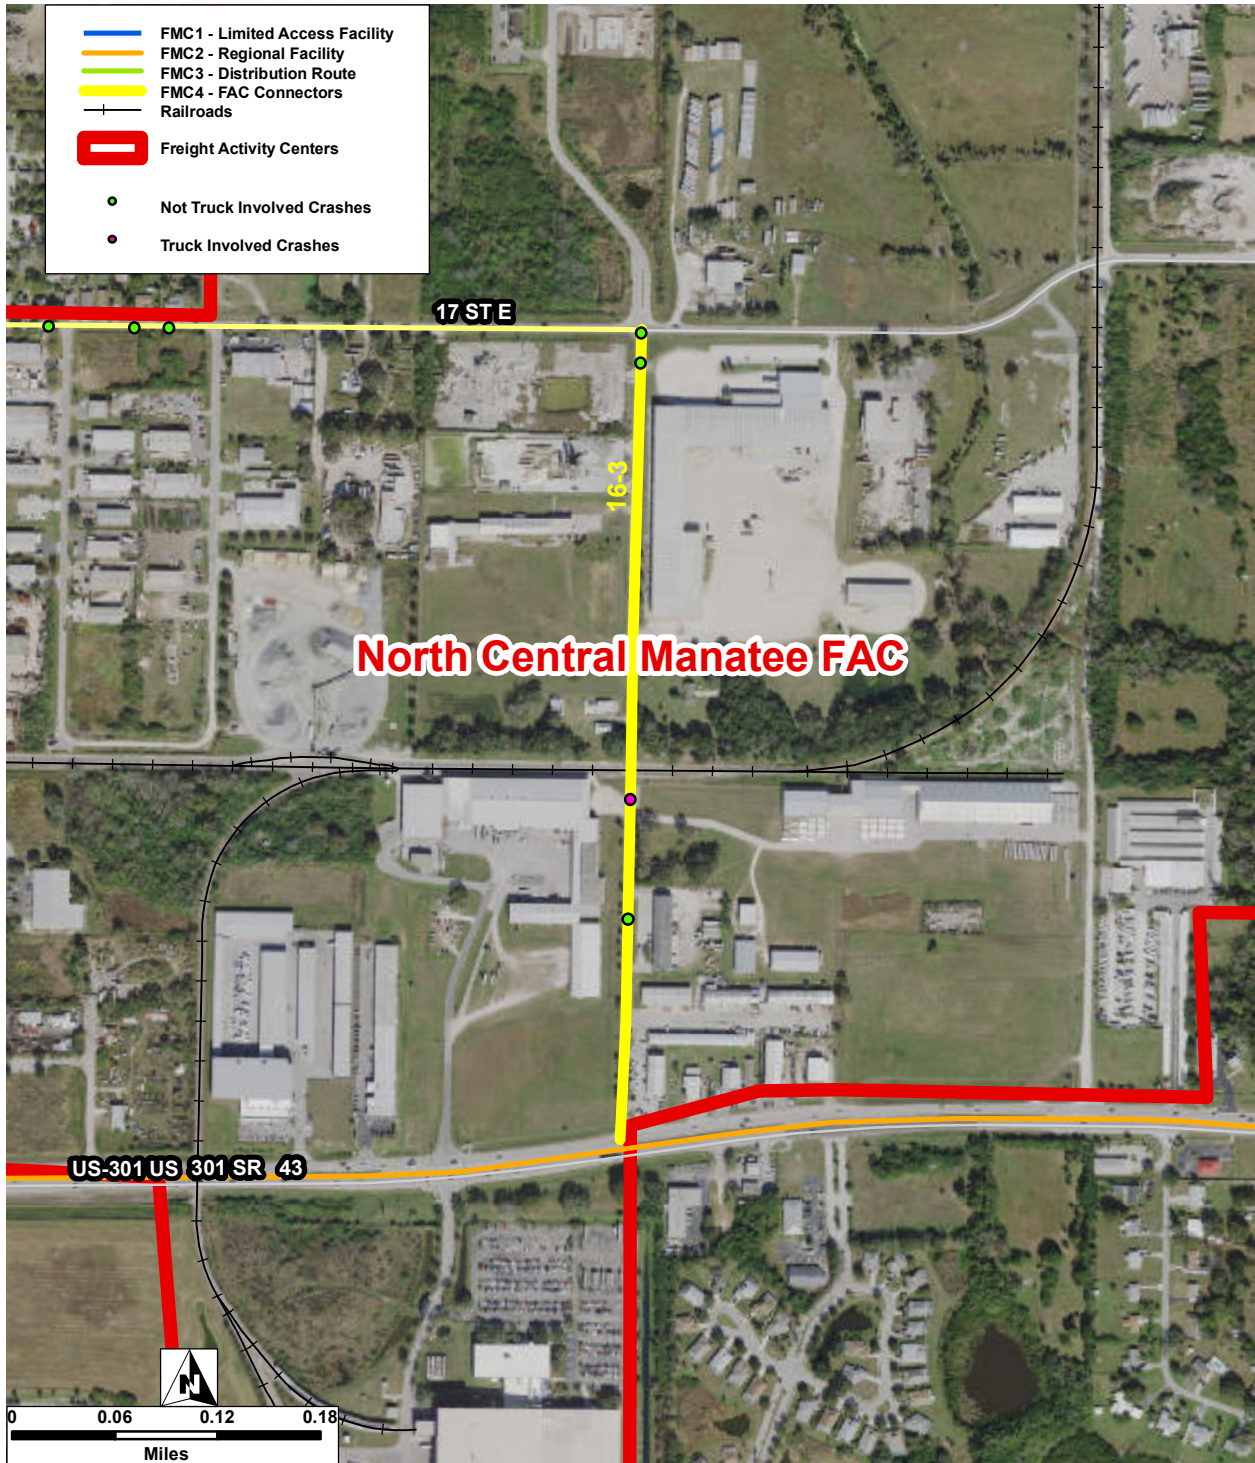 FMC1 - Limited Access Facility
FMC2 - Regional Facility
FMC3 - Distribution Route
FMC4 - FAC Connectors
Railroads
Freight Activity Centers
Not Truck Involved Crashes
Truck Involved Crashes
17 ST E
16-3
North Central Manatee FAC
US-301 US 301 SR 43
N
0 0.06 0.12 0.18
Miles